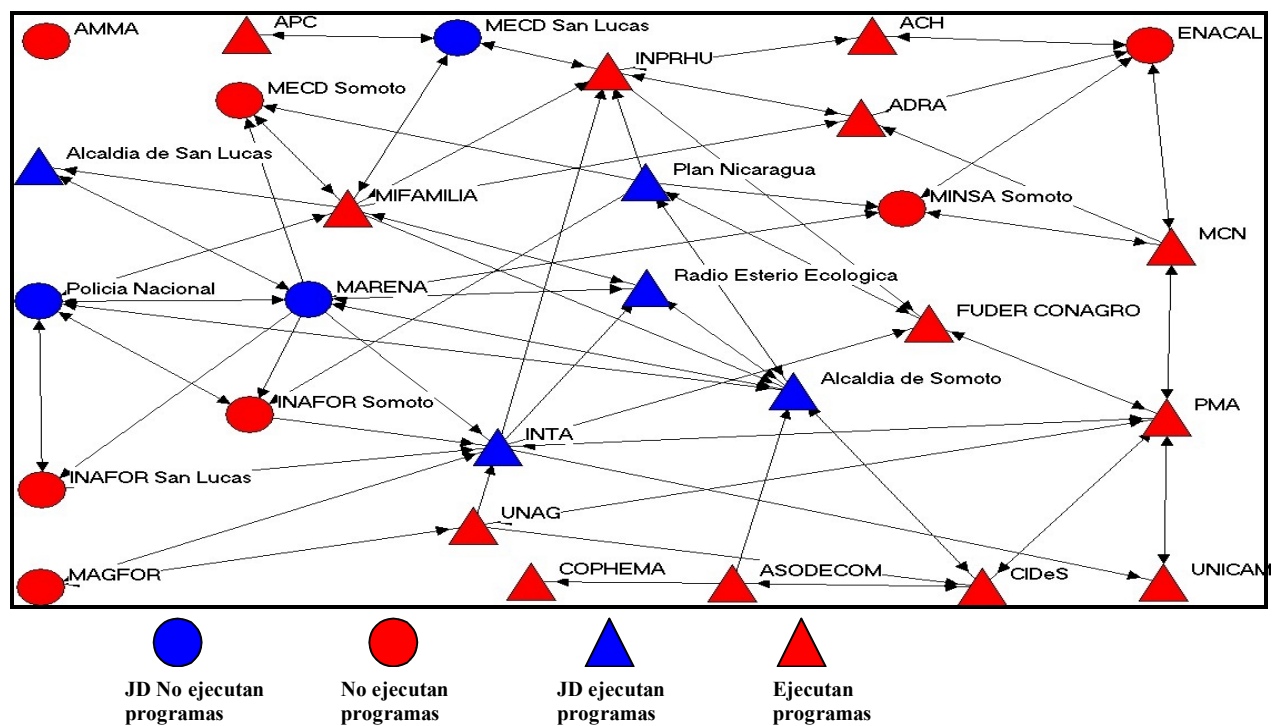 AMMA
APC
MECD San Lucas
ACH
ENACAL
INPRHU
MECD Somoto
ADRA
Alcaldia de San Lucas
Plan Nicaragua
MIFAMILIA
MINSA Somoto
MCN
Policia Nacional
MARENA
Radio Esterio Ecologica
FUDER CONAGRO
Alcaldia de Somoto
INAFOR Somoto
PMA
INTA
INAFOR San Lucas
UNAG
MAGFOR
COPHEMA
ASODECOM
CIDeS
UNICAM
JD No ejecutan
programas
No ejecutan
programas
JD ejecutan
programas
Ejecutan
programas